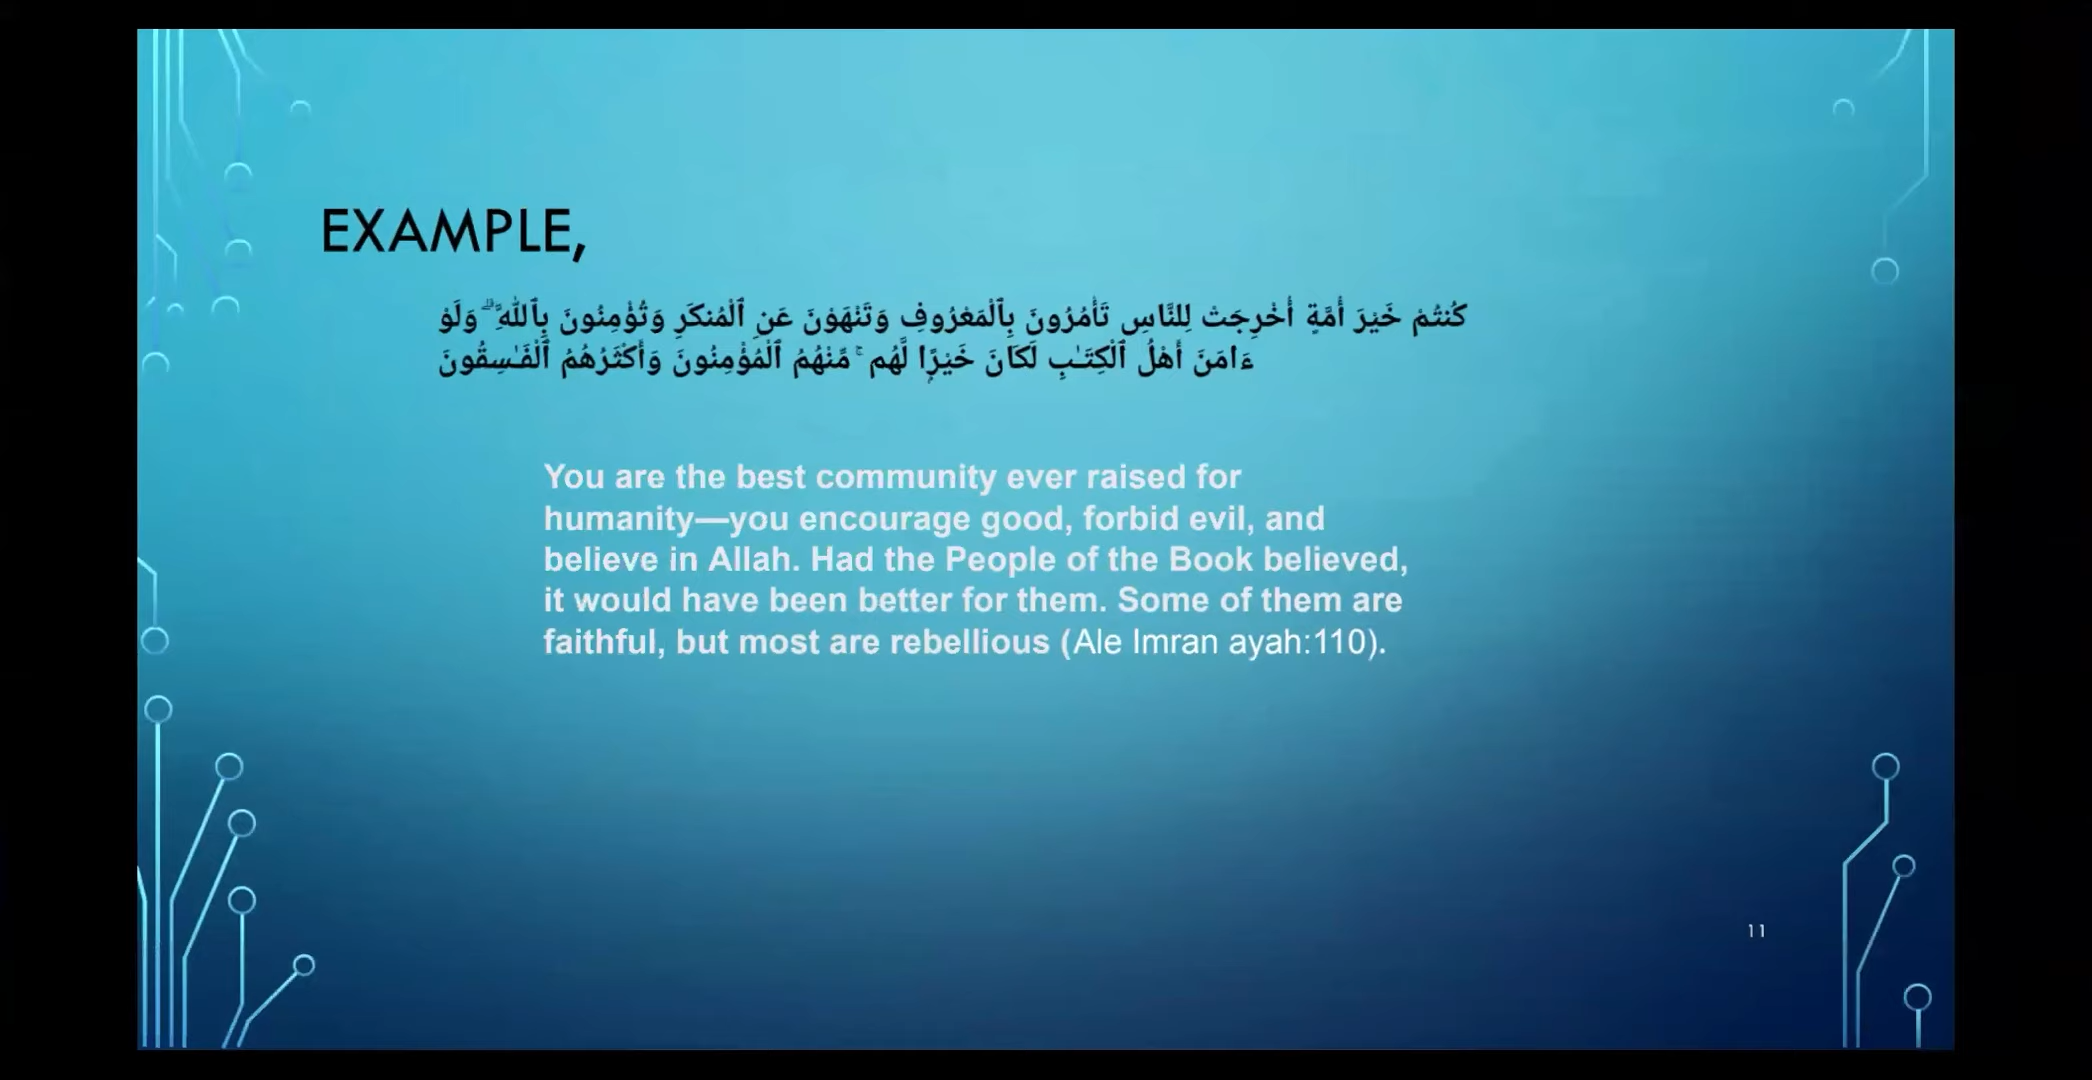 EXAMPLE,
كُنتُمْ خَيْرَ أُمَّةٍ أُخْرِجَتْ لِلنَّاسِ تَأْمُرُونَ بِٱلْمَعْرُوفِ وَتَنْهَوْنَ عَنِ ٱلْمُنكَرِ وَتُؤْمِنُونَ بِٱللَّهِ ۗ وَلَوْ
ءَامَنَ أَهْلُ ٱلْكِتَـٰبِ لَكَانَ خَيْرًۭا لَّهُم ۚ مِّنْهُمُ ٱلْمُؤْمِنُونَ وَأَكْثَرُهُمُ ٱلْفَـٰسِقُونَ
You are the best community ever raised for
humanity—you encourage good, forbid evil, and
believe in Allah. Had the People of the Book believed,
it would have been better for them. Some of them are
faithful, but most are rebellious (Ale Imran ayah:110).
11